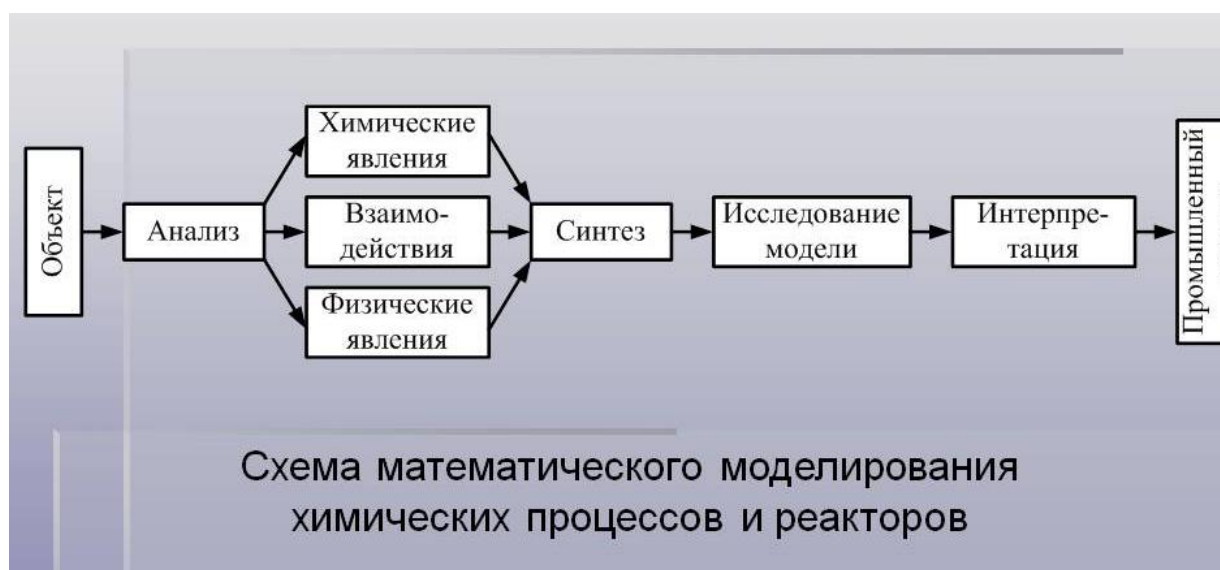 Объект
Анализ
Химические
явления
Взаимо-
действия
Физические
явления
Синтез
Исследование
модели
Интерпре-
тация
Промышленный
Схема математического моделирования
химических процессов и реакторов